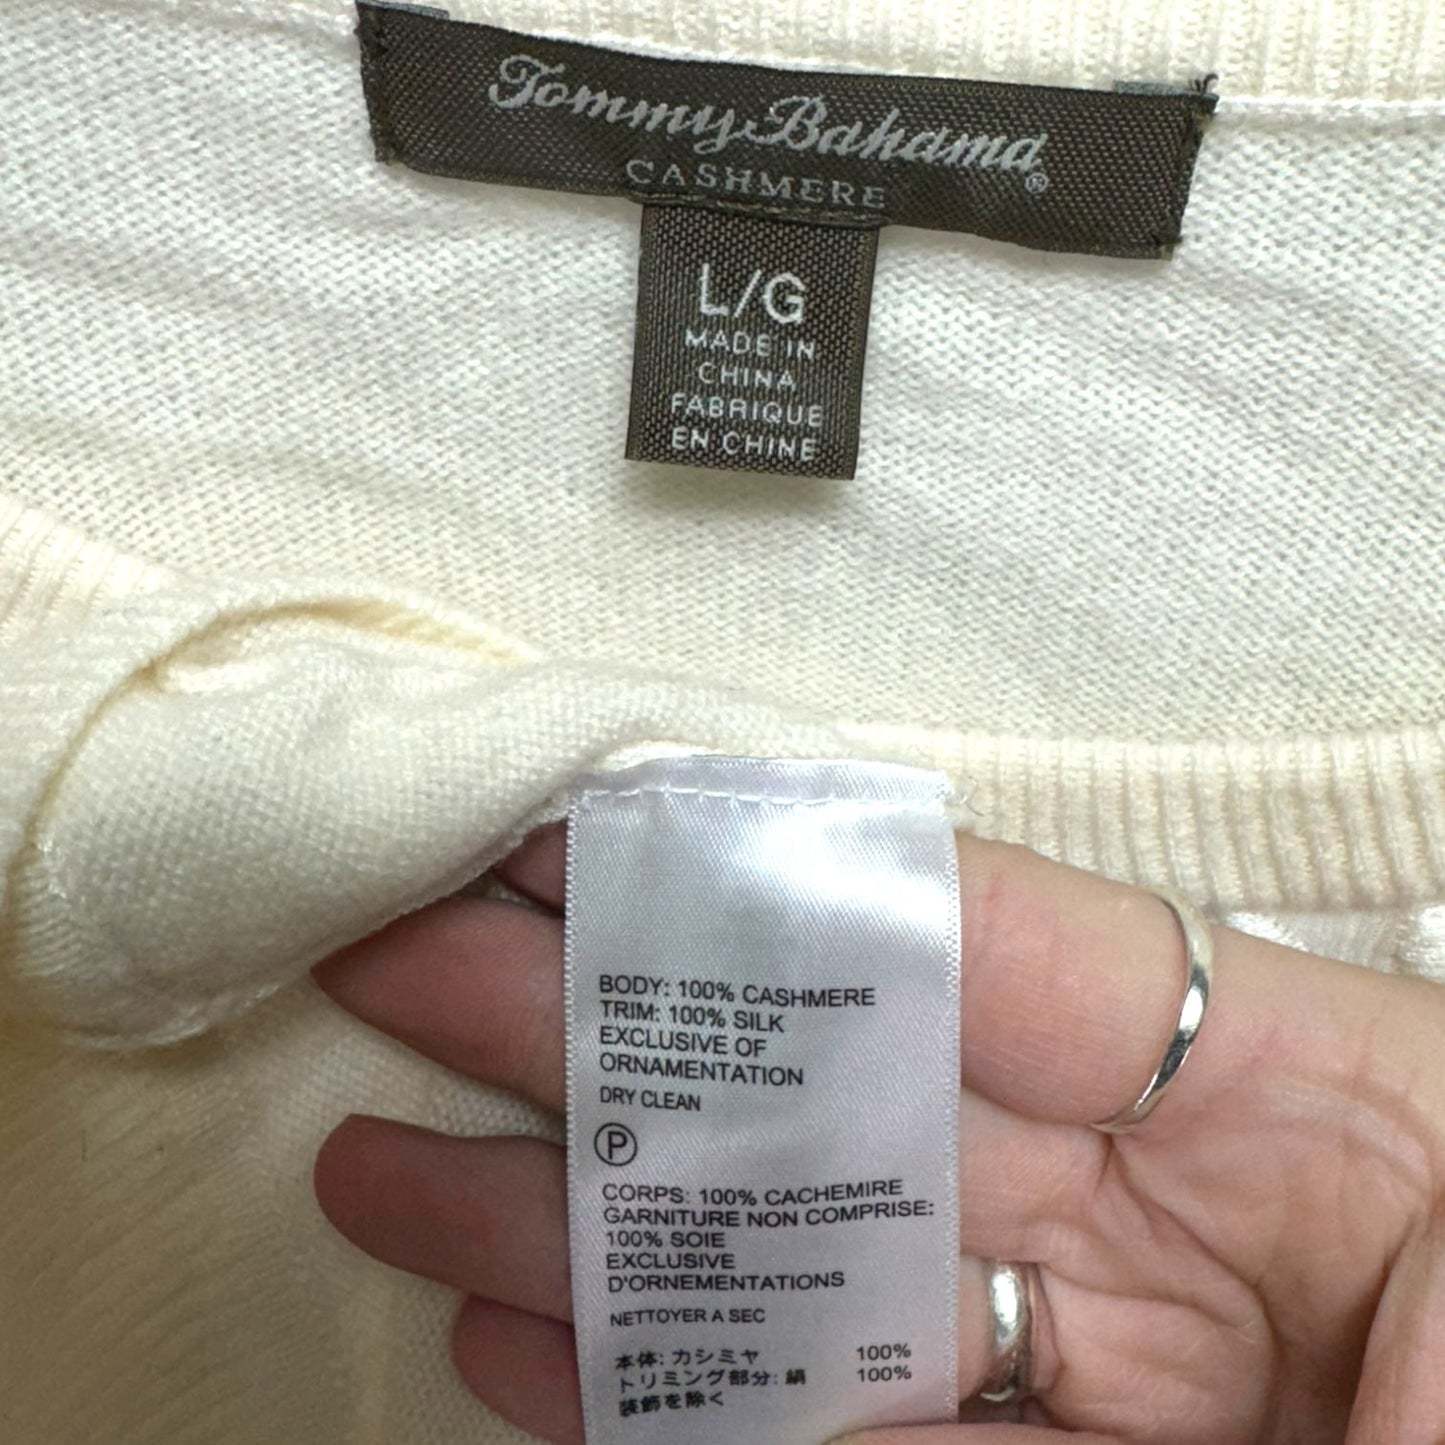 Tommy Bahama®
CASHMERE
L/G
MADE IN
CHINA
FABRIQUE
EN CHINE
BODY: 100% CASHMERE
TRIM: 100% SILK
EXCLUSIVE OF
ORNAMENTATION
DRY CLEAN
P
CORPS: 100% CACHEMIRE
GARNITURE NON COMPRISE:
100% SOIE
EXCLUSIVE
D'ORNEMENTATIONS
NETTOYER A SEC
本体: カシミヤ 100%
トリミング部分: 絹 100%
装飾を除く